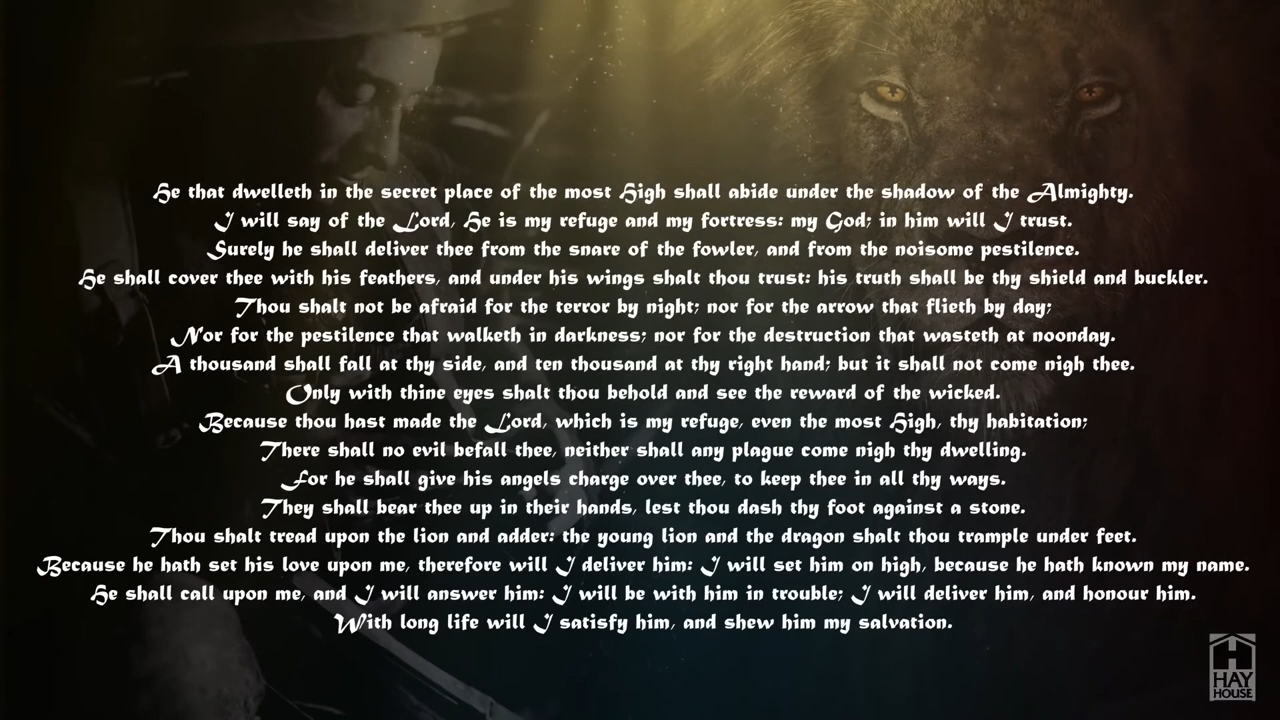 He that dwelleth in the secret place of the most High shall abide under the shadow of the Almighty.
I will say of the Lord, He is my refuge and my fortress: my God; in him will I trust.
Surely he shall deliver thee from the snare of the fowler, and from the noisome pestilence.
He shall cover thee with his feathers, and under his wings shalt thou trust: his truth shall be thy shield and buckler.
Thou shalt not be afraid for the terror by night; nor for the arrow that flieth by day;
Nor for the pestilence that walketh in darkness; nor for the destruction that wasteth at noonday.
A thousand shall fall at thy side, and ten thousand at thy right hand; but it shall not come nigh thee.
Only with thine eyes shalt thou behold and see the reward of the wicked.
Because thou hast made the Lord, which is my refuge, even the most High, thy habitation;
There shall no evil befall thee, neither shall any plague come nigh thy dwelling.
For he shall give his angels charge over thee, to keep thee in all thy ways.
They shall bear thee up in their hands, lest thou dash thy foot against a stone.
Thou shalt tread upon the lion and adder: the young lion and the dragon shalt thou trample under feet.
Because he hath set his love upon me, therefore will I deliver him: I will set him on high, because he hath known my name.
He shall call upon me, and I will answer him: I will be with him in trouble; I will deliver him, and honour him.
With long life will I satisfy him, and shew him my salvation.
HAY
HOUSE